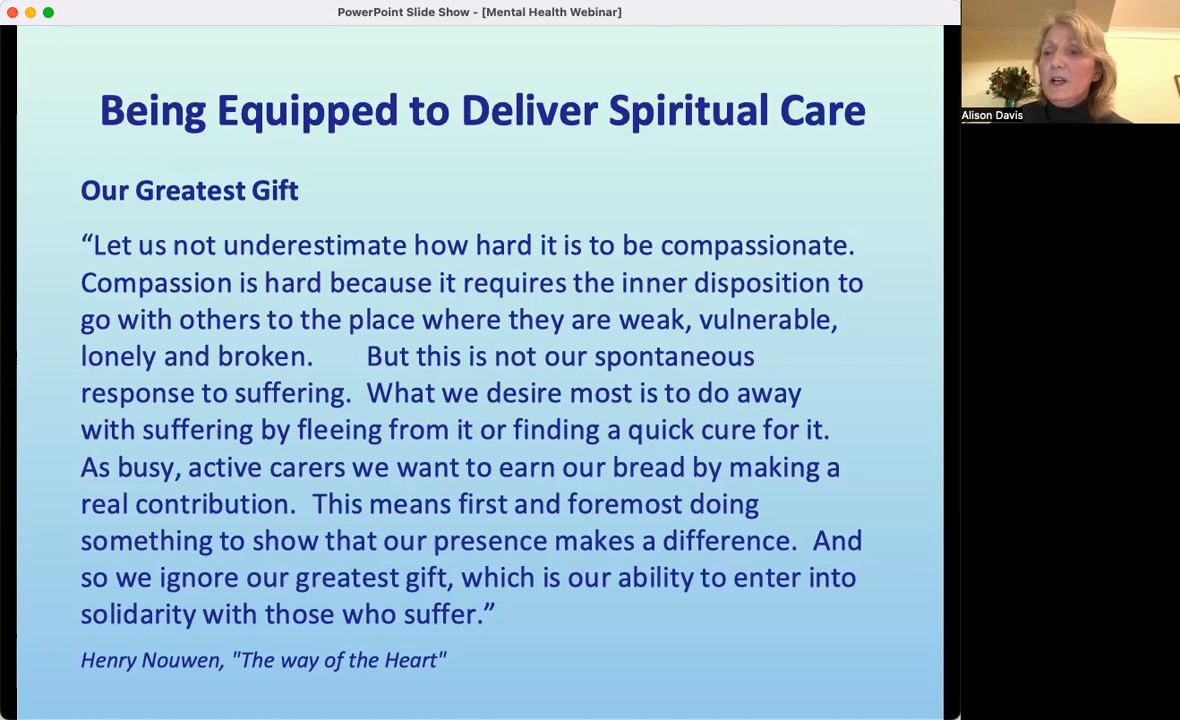 PowerPoint Slide Show - [Mental Health Webinar]
Being Equipped to Deliver Spiritual Care
Our Greatest Gift
“Let us not underestimate how hard it is to be compassionate.
Compassion is hard because it requires the inner disposition to
go with others to the place where they are weak, vulnerable,
lonely and broken. But this is not our spontaneous
response to suffering. What we desire most is to do away
with suffering by fleeing from it or finding a quick cure for it.
As busy, active carers we want to earn our bread by making a
real contribution. This means first and foremost doing
something to show that our presence makes a difference. And
so we ignore our greatest gift, which is our ability to enter into
solidarity with those who suffer.”
Henry Nouwen, "The way of the Heart"
Alison Davis